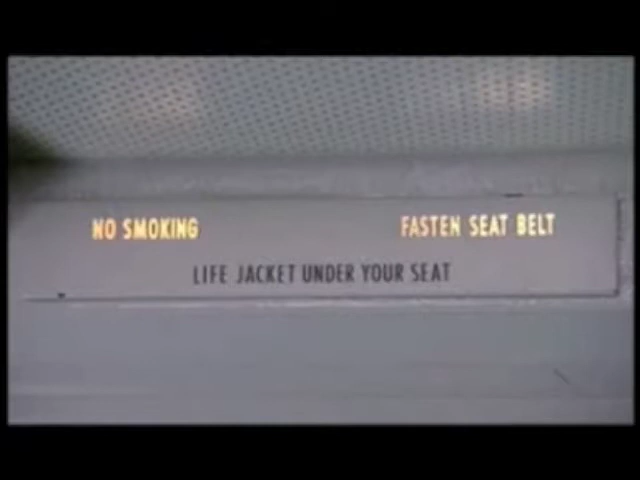 NO SMOKING FASTEN SEAT BELT
LIFE JACKET UNDER YOUR SEAT